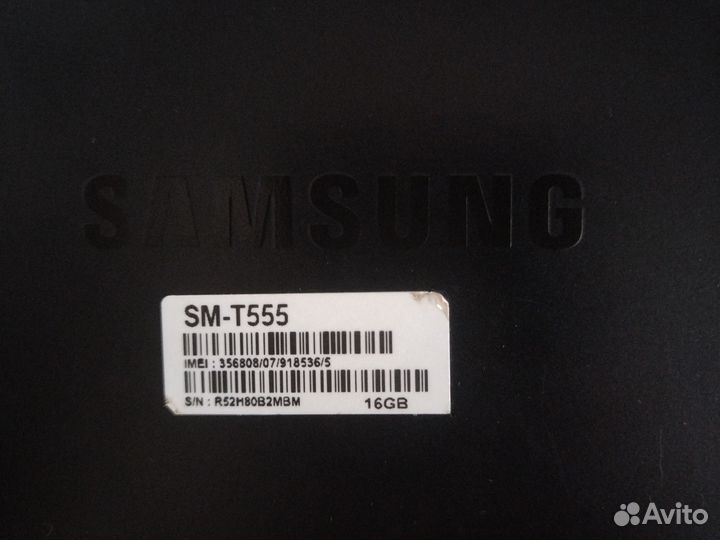 SAMSUNG
SM-T555
IMEI : 356808/07/918536/5
S/N : R52H80B2MBM 16GB
Avito